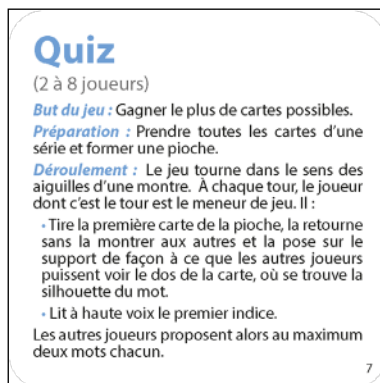 Quiz
(2 à 8 joueurs)
But du jeu : Gagner le plus de cartes possibles.
Préparation : Prendre toutes les cartes d'une
série et former une pioche.
Déroulement : Le jeu tourne dans le sens des
aiguilles d'une montre. À chaque tour, le joueur
dont c'est le tour est le meneur de jeu. Il :
• Tire la première carte de la pioche, la retourne
sans la montrer aux autres et la pose sur le
support de façon à ce que les autres joueurs
puissent voir le dos de la carte, où se trouve la
silhouette du mot.
• Lit à haute voix le premier indice.
Les autres joueurs proposent alors au maximum
deux mots chacun.
7